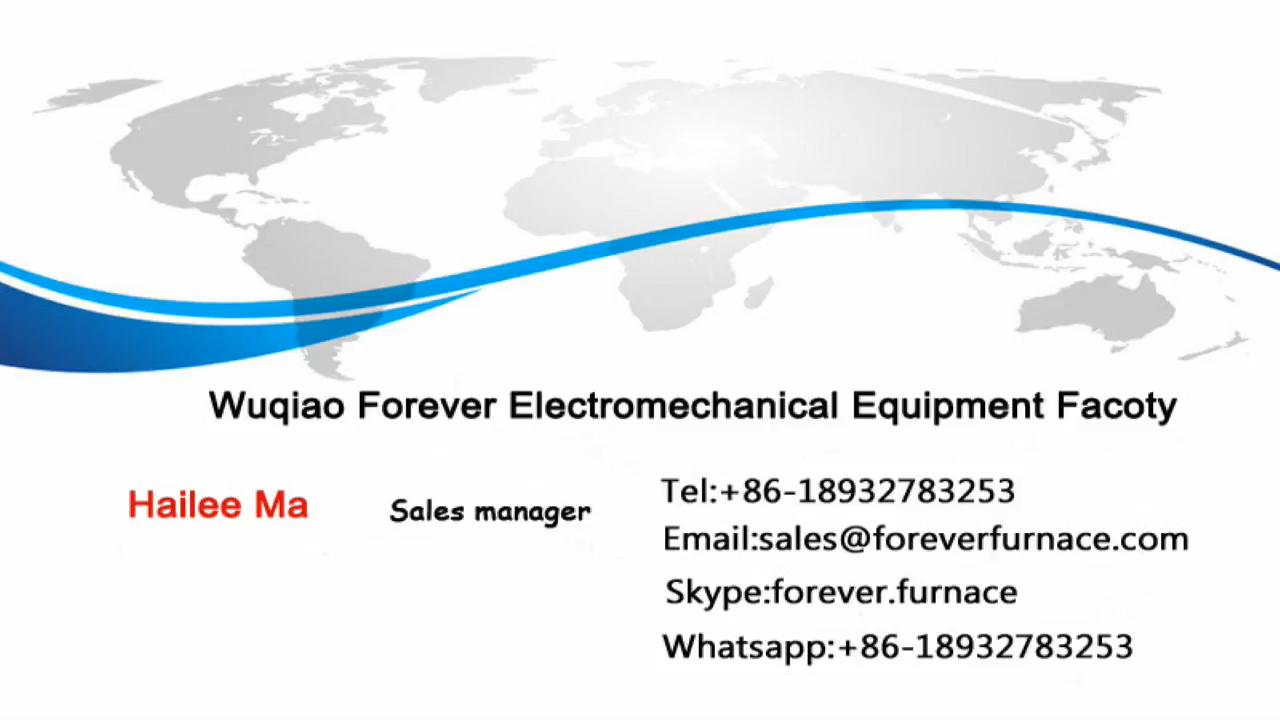 Wuqiao Forever Electromechanical Equipment Facoty
Hailee Ma
Sales manager
Tel:+86-18932783253
Email:sales@foreverfurnace.com
Skype:forever.furnace
Whatsapp:+86-18932783253